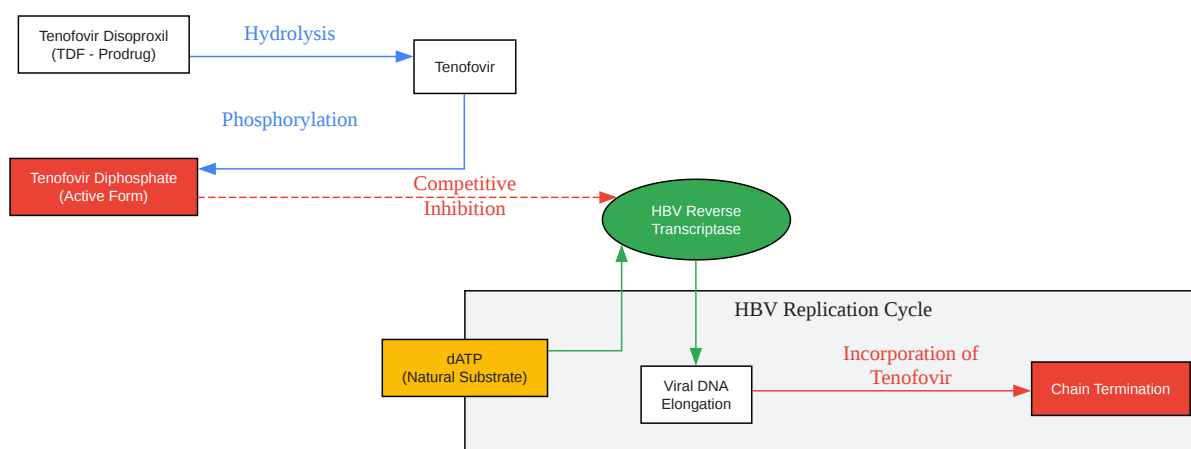 Tenofovir Disoproxil
(TDF - Prodrug)
Hydrolysis
Tenofovir
Phosphorylation
Tenofovir Diphosphate
(Active Form)
Competitive
Inhibition
HBV Reverse
Transcriptase
HBV Replication Cycle
dATP
(Natural Substrate)
Viral DNA
Elongation
Incorporation of
Tenofovir
Chain Termination